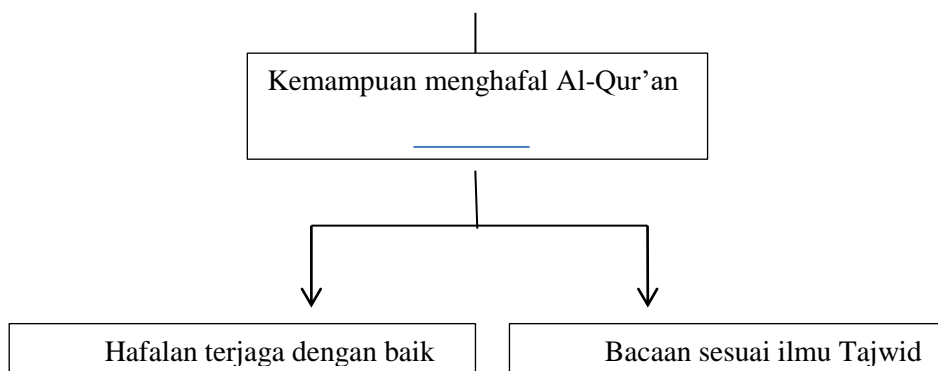 Kemampuan menghafal Al-Qur’an
Hafalan terjaga dengan baik
Bacaan sesuai ilmu Tajwid